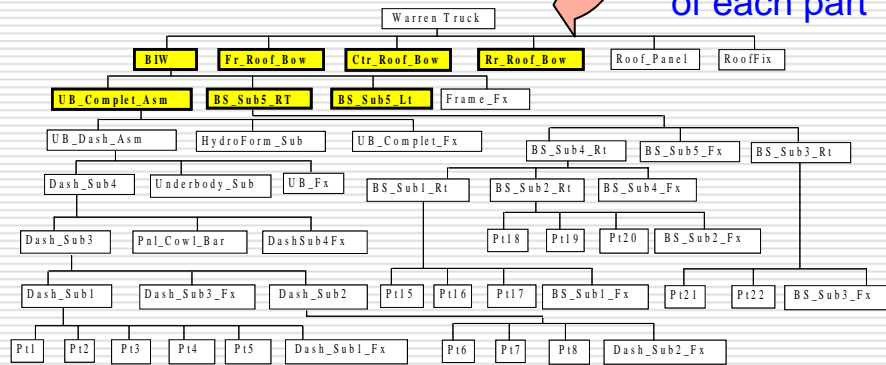 of each part
Warren Truck
BIW
Fr_Roof_Bow
Ctr_Roof_Bow
Rr_Roof_Bow
Roof_Panel
RoofFix
UB_Complet_Asm
BS_Sub5_RT
BS_Sub5_Lt
Frame_Fx
UB_Dash_Asm
HydroForm_Sub
UB_Complet_Fx
BS_Sub4_Rt
BS_Sub5_Fx
BS_Sub3_Rt
Dash_Sub4
Underbody_Sub
UB_Fx
BS_Sub1_Rt
BS_Sub2_Rt
BS_Sub4_Fx
Dash_Sub3
Pnl_Cowl_Bar
DashSub4Fx
Pt18
Pt19
Pt20
BS_Sub2_Fx
Dash_Sub1
Dash_Sub3_Fx
Dash_Sub2
Pt15
Pt16
Pt17
BS_Sub1_Fx
Pt21
Pt22
BS_Sub3_Fx
Pt1
Pt2
Pt3
Pt4
Pt5
Dash_Sub1_Fx
Pt6
Pt7
Pt8
Dash_Sub2_Fx